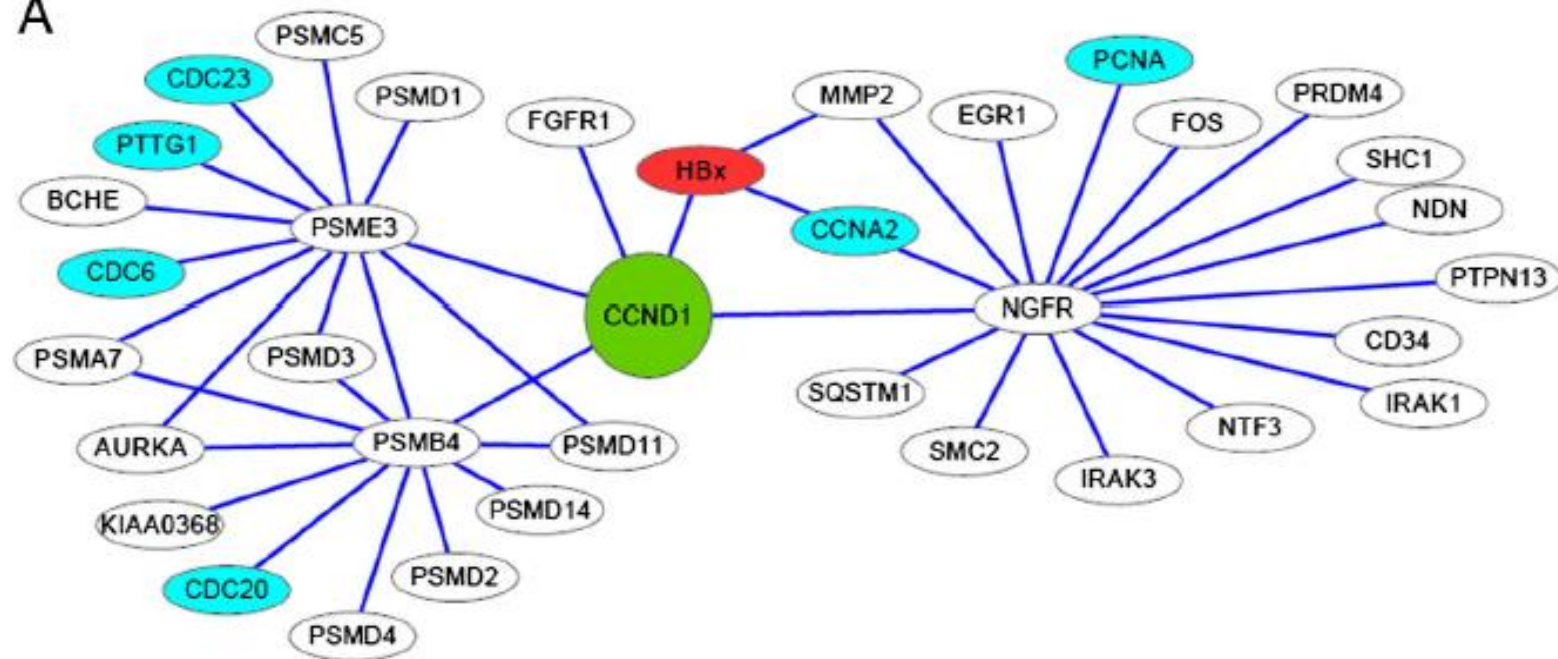 A
PSMC5
CDC23
PSMD1
PTTG1
BCHE
PSME3
CDC6
PSMA7
PSMD3
AURKA
PSMB4
PSMD11
KIAA0368
PSMD14
CDC20
PSMD2
PSMD4
FGFR1
HBx
CCND1
MMP2
CCNA2
EGR1
PCNA
FOS
PRDM4
SHC1
NDN
PTPN13
NGFR
CD34
IRAK1
SQSTM1
NTF3
SMC2
IRAK3